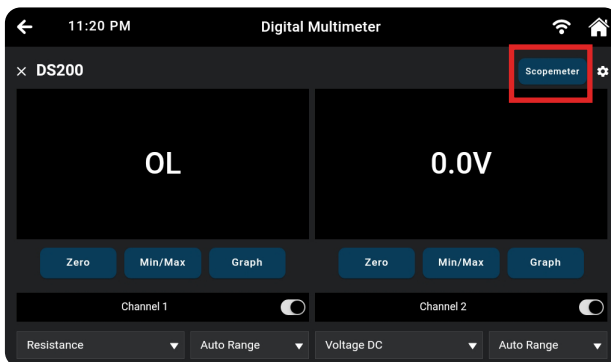 11:20 PM Digital Multimeter
DS200 Scopemeter
OL 0.0V
Zero Min/Max Graph Zero Min/Max Graph
Channel 1 Channel 2
Resistance Auto Range Voltage DC Auto Range